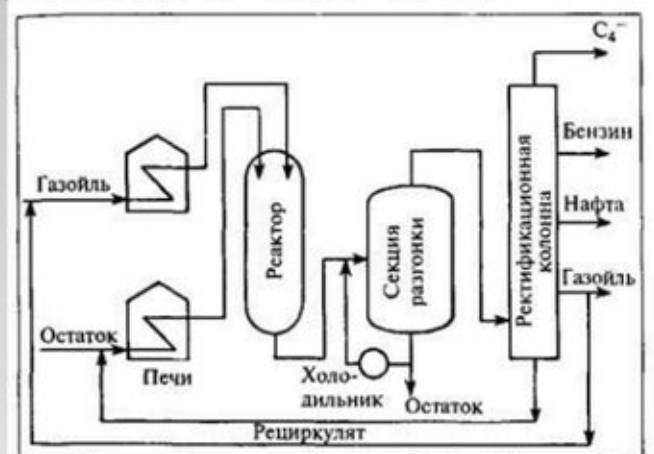 C₄⁻
Бензин
Нафта
Газойль
Ректификационная
колонна
Секция
разгонки
Реактор
Газойль
Остаток
Печи
Холо-
дильник
Остаток
Рециркулят